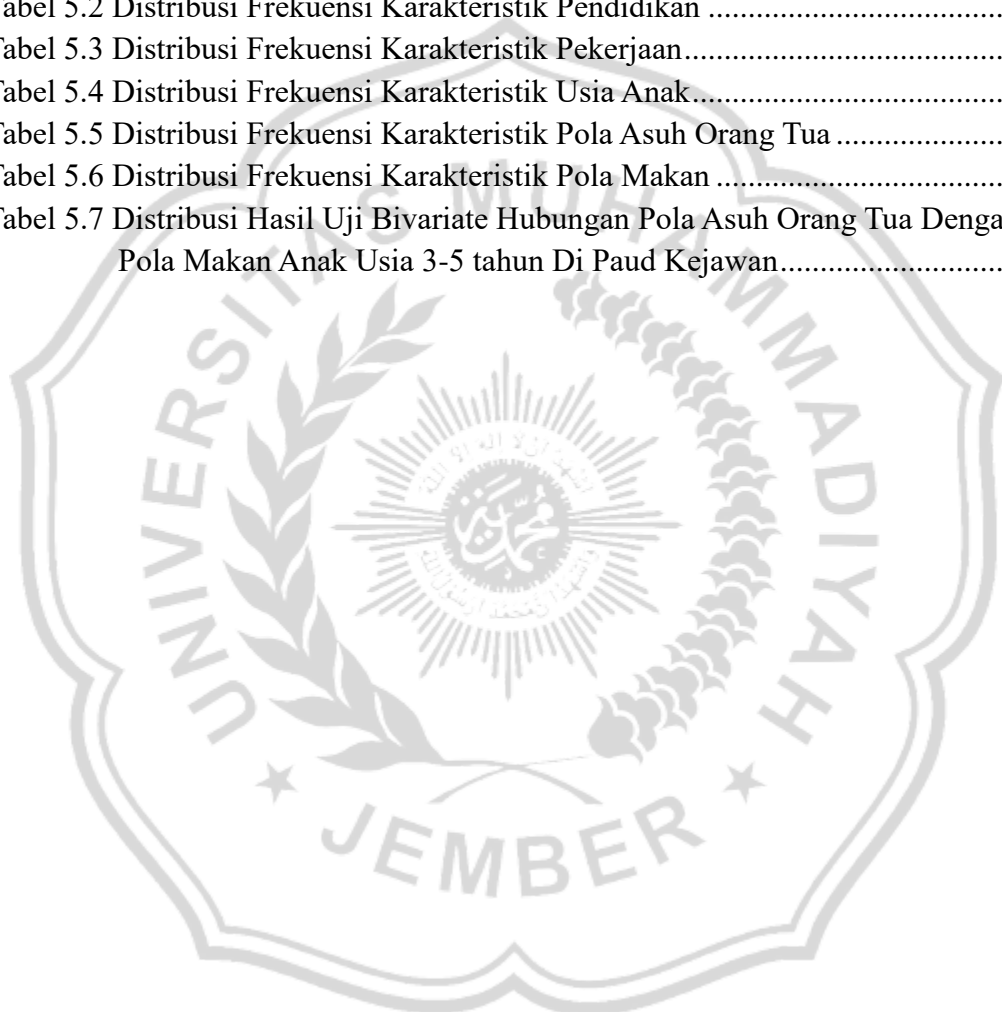 Tabel 5.2 Distribusi Frekuensi Karakteristik Pendidikan ....................................
Tabel 5.3 Distribusi Frekuensi Karakteristik Pekerjaan.......................................
Tabel 5.4 Distribusi Frekuensi Karakteristik Usia Anak......................................
Tabel 5.5 Distribusi Frekuensi Karakteristik Pola Asuh Orang Tua ....................
Tabel 5.6 Distribusi Frekuensi Karakteristik Pola Makan ...................................
Tabel 5.7 Distribusi Hasil Uji Bivariate Hubungan Pola Asuh Orang Tua Denga
Pola Makan Anak Usia 3-5 tahun Di Paud Kejawan...........................
UNIVERSITAS MUHAMMADIYAH
JEMBER